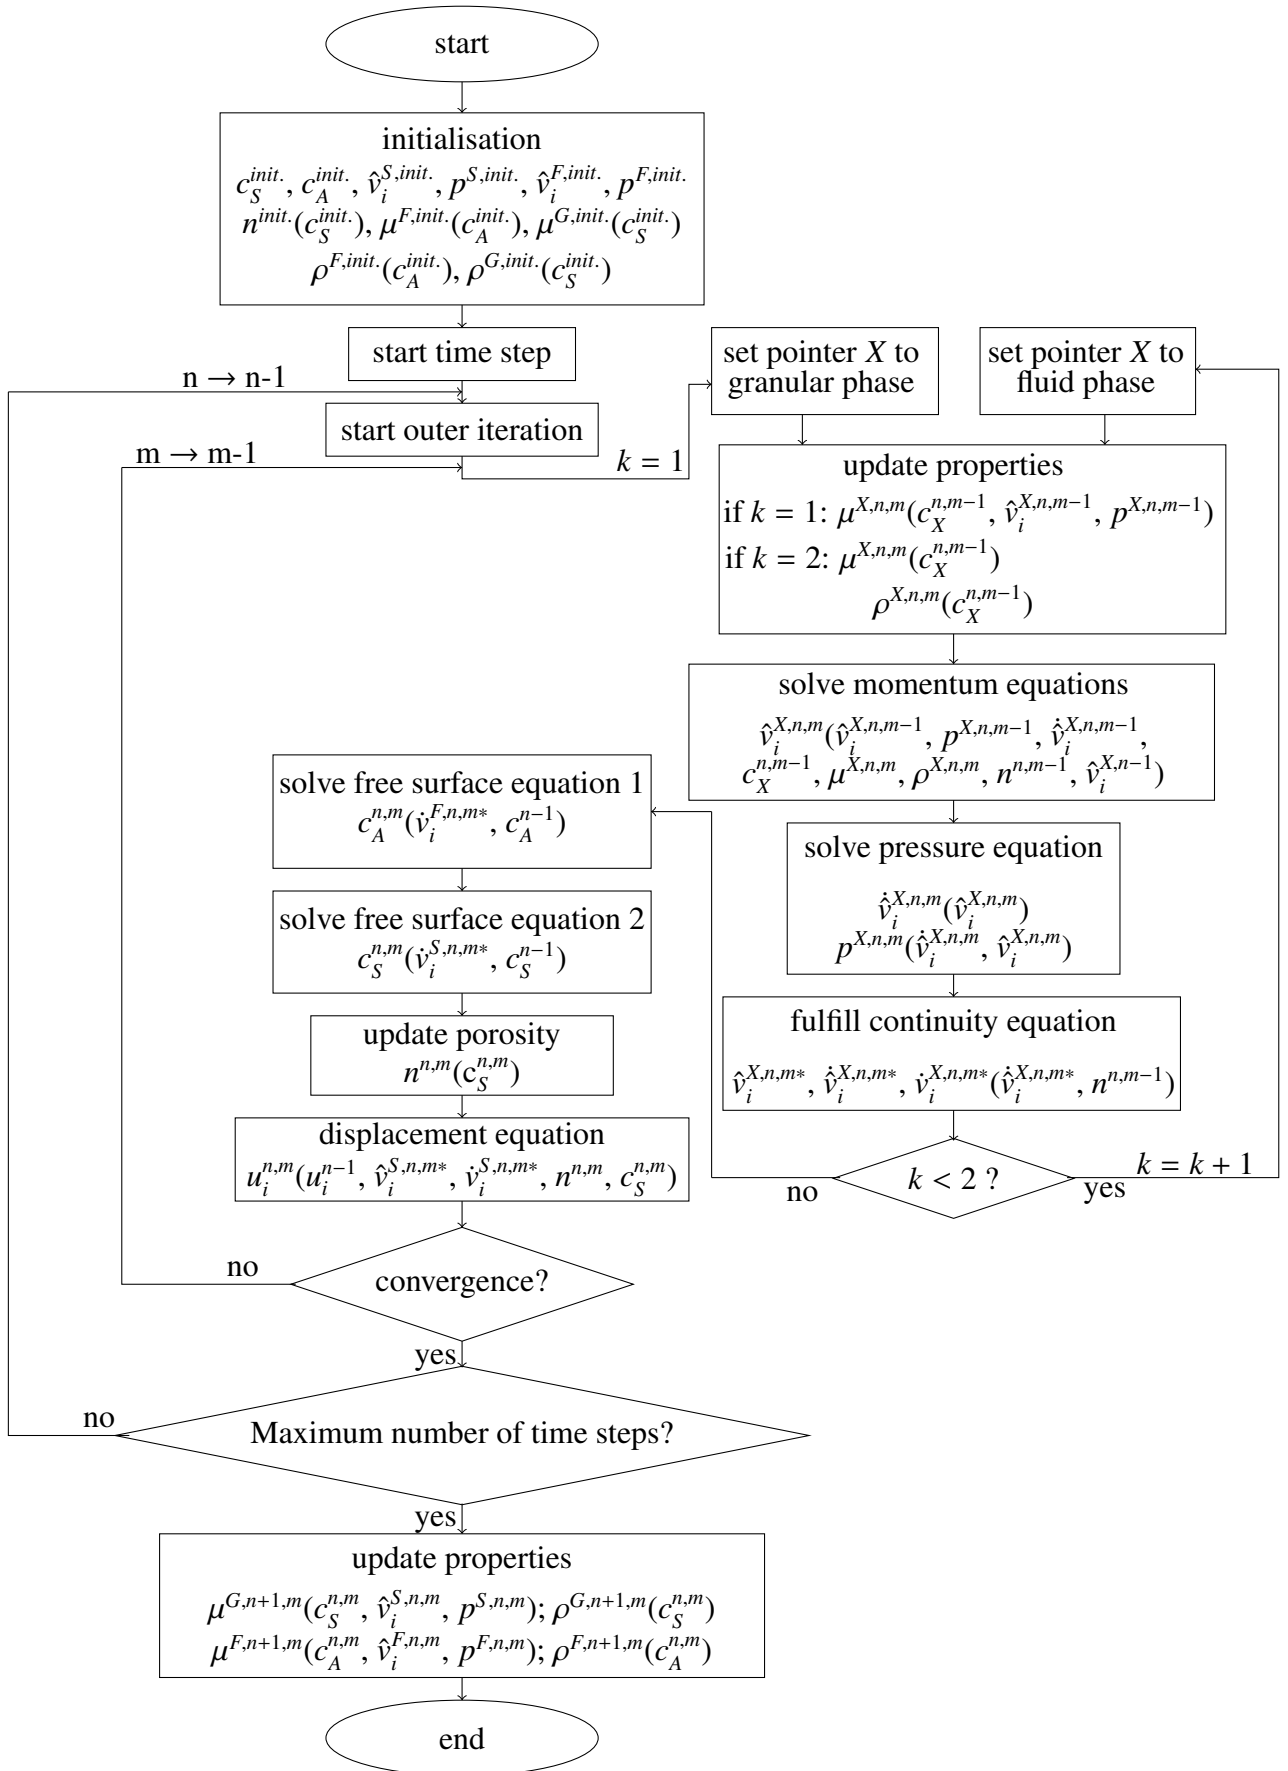 start
initialisation
c_S^{init.}, c_A^{init.}, v̂_i^{S,init.}, p^{S,init.}, v̂_i^{F,init.}, p^{F,init.}
n^{init.}(c_S^{init.}), μ^{F,init.}(c_A^{init.}), μ^{G,init.}(c_S^{init.})
ρ^{F,init.}(c_A^{init.}), ρ^{G,init.}(c_S^{init.})
start time step
n → n-1
start outer iteration
m → m-1
k = 1
set pointer X to
granular phase
set pointer X to
fluid phase
update properties
if k = 1: μ^{X,n,m}(c_X^{n,m−1}, v̂_i^{X,n,m−1}, p^{X,n,m−1})
if k = 2: μ^{X,n,m}(c_X^{n,m−1})
ρ^{X,n,m}(c_X^{n,m−1})
solve momentum equations
v̂_i^{X,n,m}(v̂_i^{X,n,m−1}, p^{X,n,m−1}, v̂̇_i^{X,n,m−1},
c_X^{n,m−1}, μ^{X,n,m}, ρ^{X,n,m}, n^{n,m−1}, v̂_i^{X,n−1})
solve pressure equation
v̂̇_i^{X,n,m}(v̂_i^{X,n,m})
p^{X,n,m}(v̂̇_i^{X,n,m}, v̂_i^{X,n,m})
fulfill continuity equation
v̂_i^{X,n,m*}, v̂̇_i^{X,n,m*}, v̇_i^{X,n,m*}(v̂̇_i^{X,n,m*}, n^{n,m−1})
k < 2 ?
yes
k = k + 1
no
solve free surface equation 1
c_A^{n,m}(v̇_i^{F,n,m*}, c_A^{n−1})
solve free surface equation 2
c_S^{n,m}(v̇_i^{S,n,m*}, c_S^{n−1})
update porosity
n^{n,m}(c_S^{n,m})
displacement equation
u_i^{n,m}(u_i^{n−1}, v̂_i^{S,n,m*}, v̇_i^{S,n,m*}, n^{n,m}, c_S^{n,m})
no
convergence?
yes
no
Maximum number of time steps?
yes
update properties
μ^{G,n+1,m}(c_S^{n,m}, v̂_i^{S,n,m}, p^{S,n,m}); ρ^{G,n+1,m}(c_S^{n,m})
μ^{F,n+1,m}(c_A^{n,m}, v̂_i^{F,n,m}, p^{F,n,m}); ρ^{F,n+1,m}(c_A^{n,m})
end